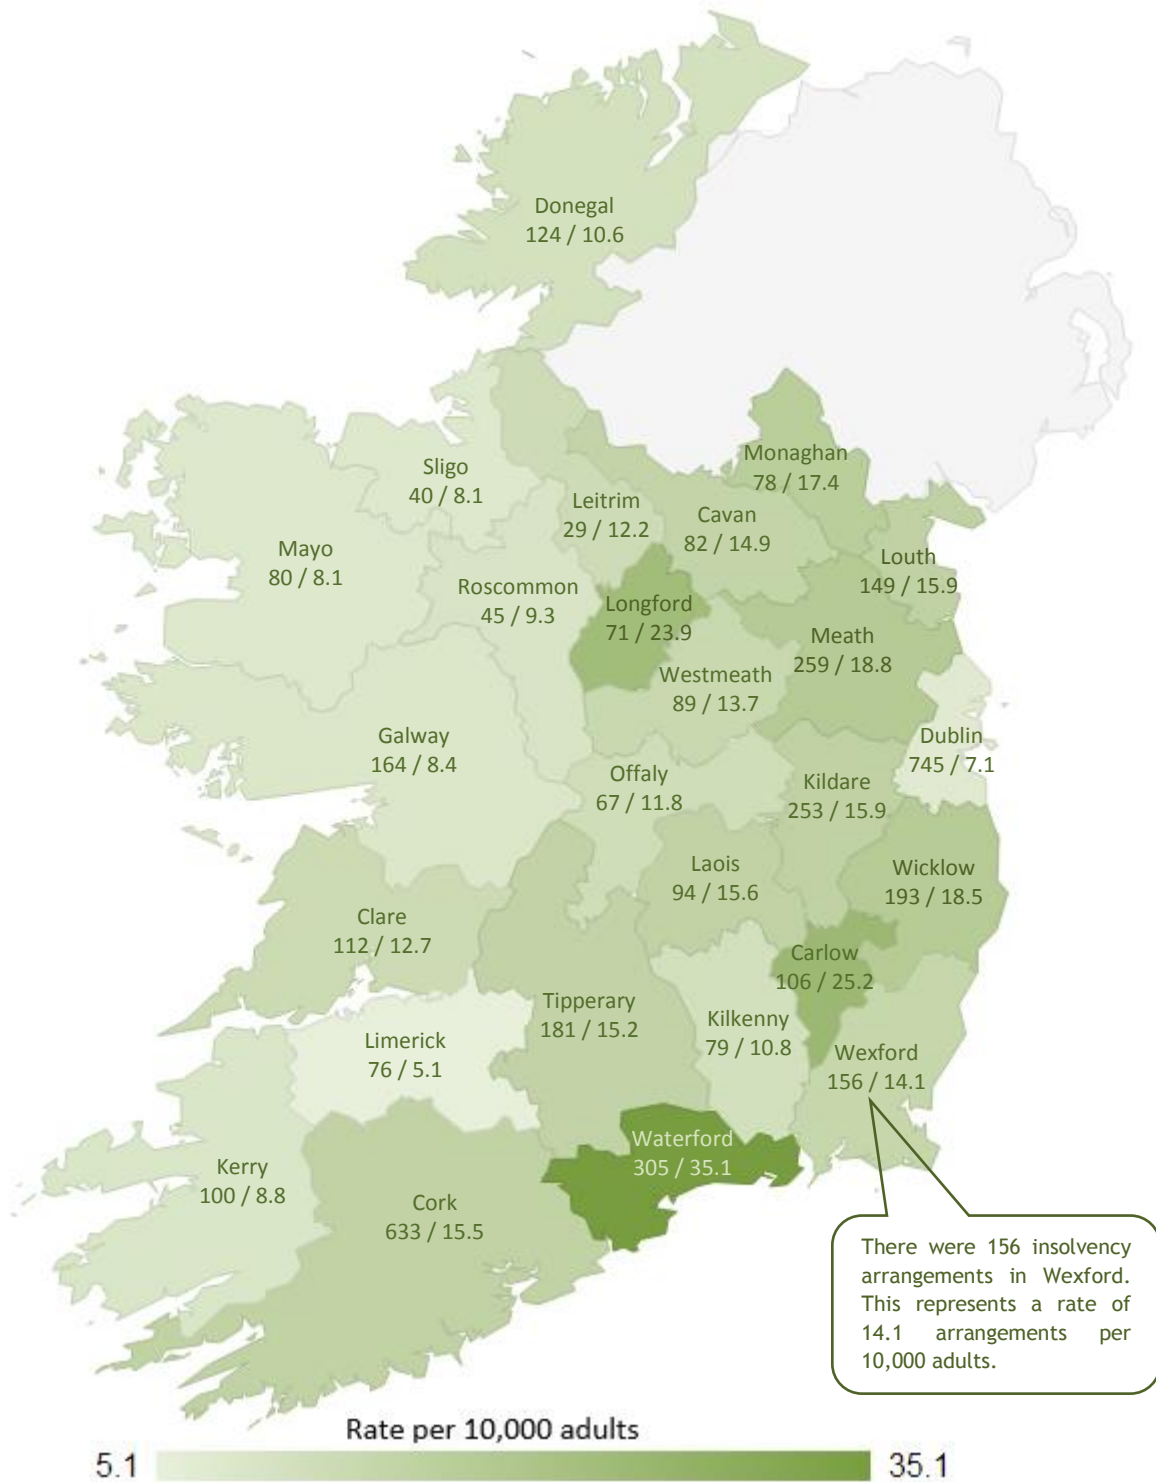 Donegal
124 / 10.6
Monaghan
78 / 17.4
Sligo
40 / 8.1
Leitrim
29 / 12.2
Cavan
82 / 14.9
Mayo
80 / 8.1
Louth
149 / 15.9
Roscommon
45 / 9.3
Longford
71 / 23.9
Meath
259 / 18.8
Westmeath
89 / 13.7
Galway
164 / 8.4
Dublin
745 / 7.1
Offaly
67 / 11.8
Kildare
253 / 15.9
Laois
94 / 15.6
Wicklow
193 / 18.5
Clare
112 / 12.7
Carlow
106 / 25.2
Tipperary
181 / 15.2
Kilkenny
79 / 10.8
Limerick
76 / 5.1
Wexford
156 / 14.1
Waterford
305 / 35.1
Kerry
100 / 8.8
Cork
633 / 15.5
There were 156 insolvency
arrangements in Wexford.
This represents a rate of
14.1 arrangements per
10,000 adults.
Rate per 10,000 adults
5.1 35.1